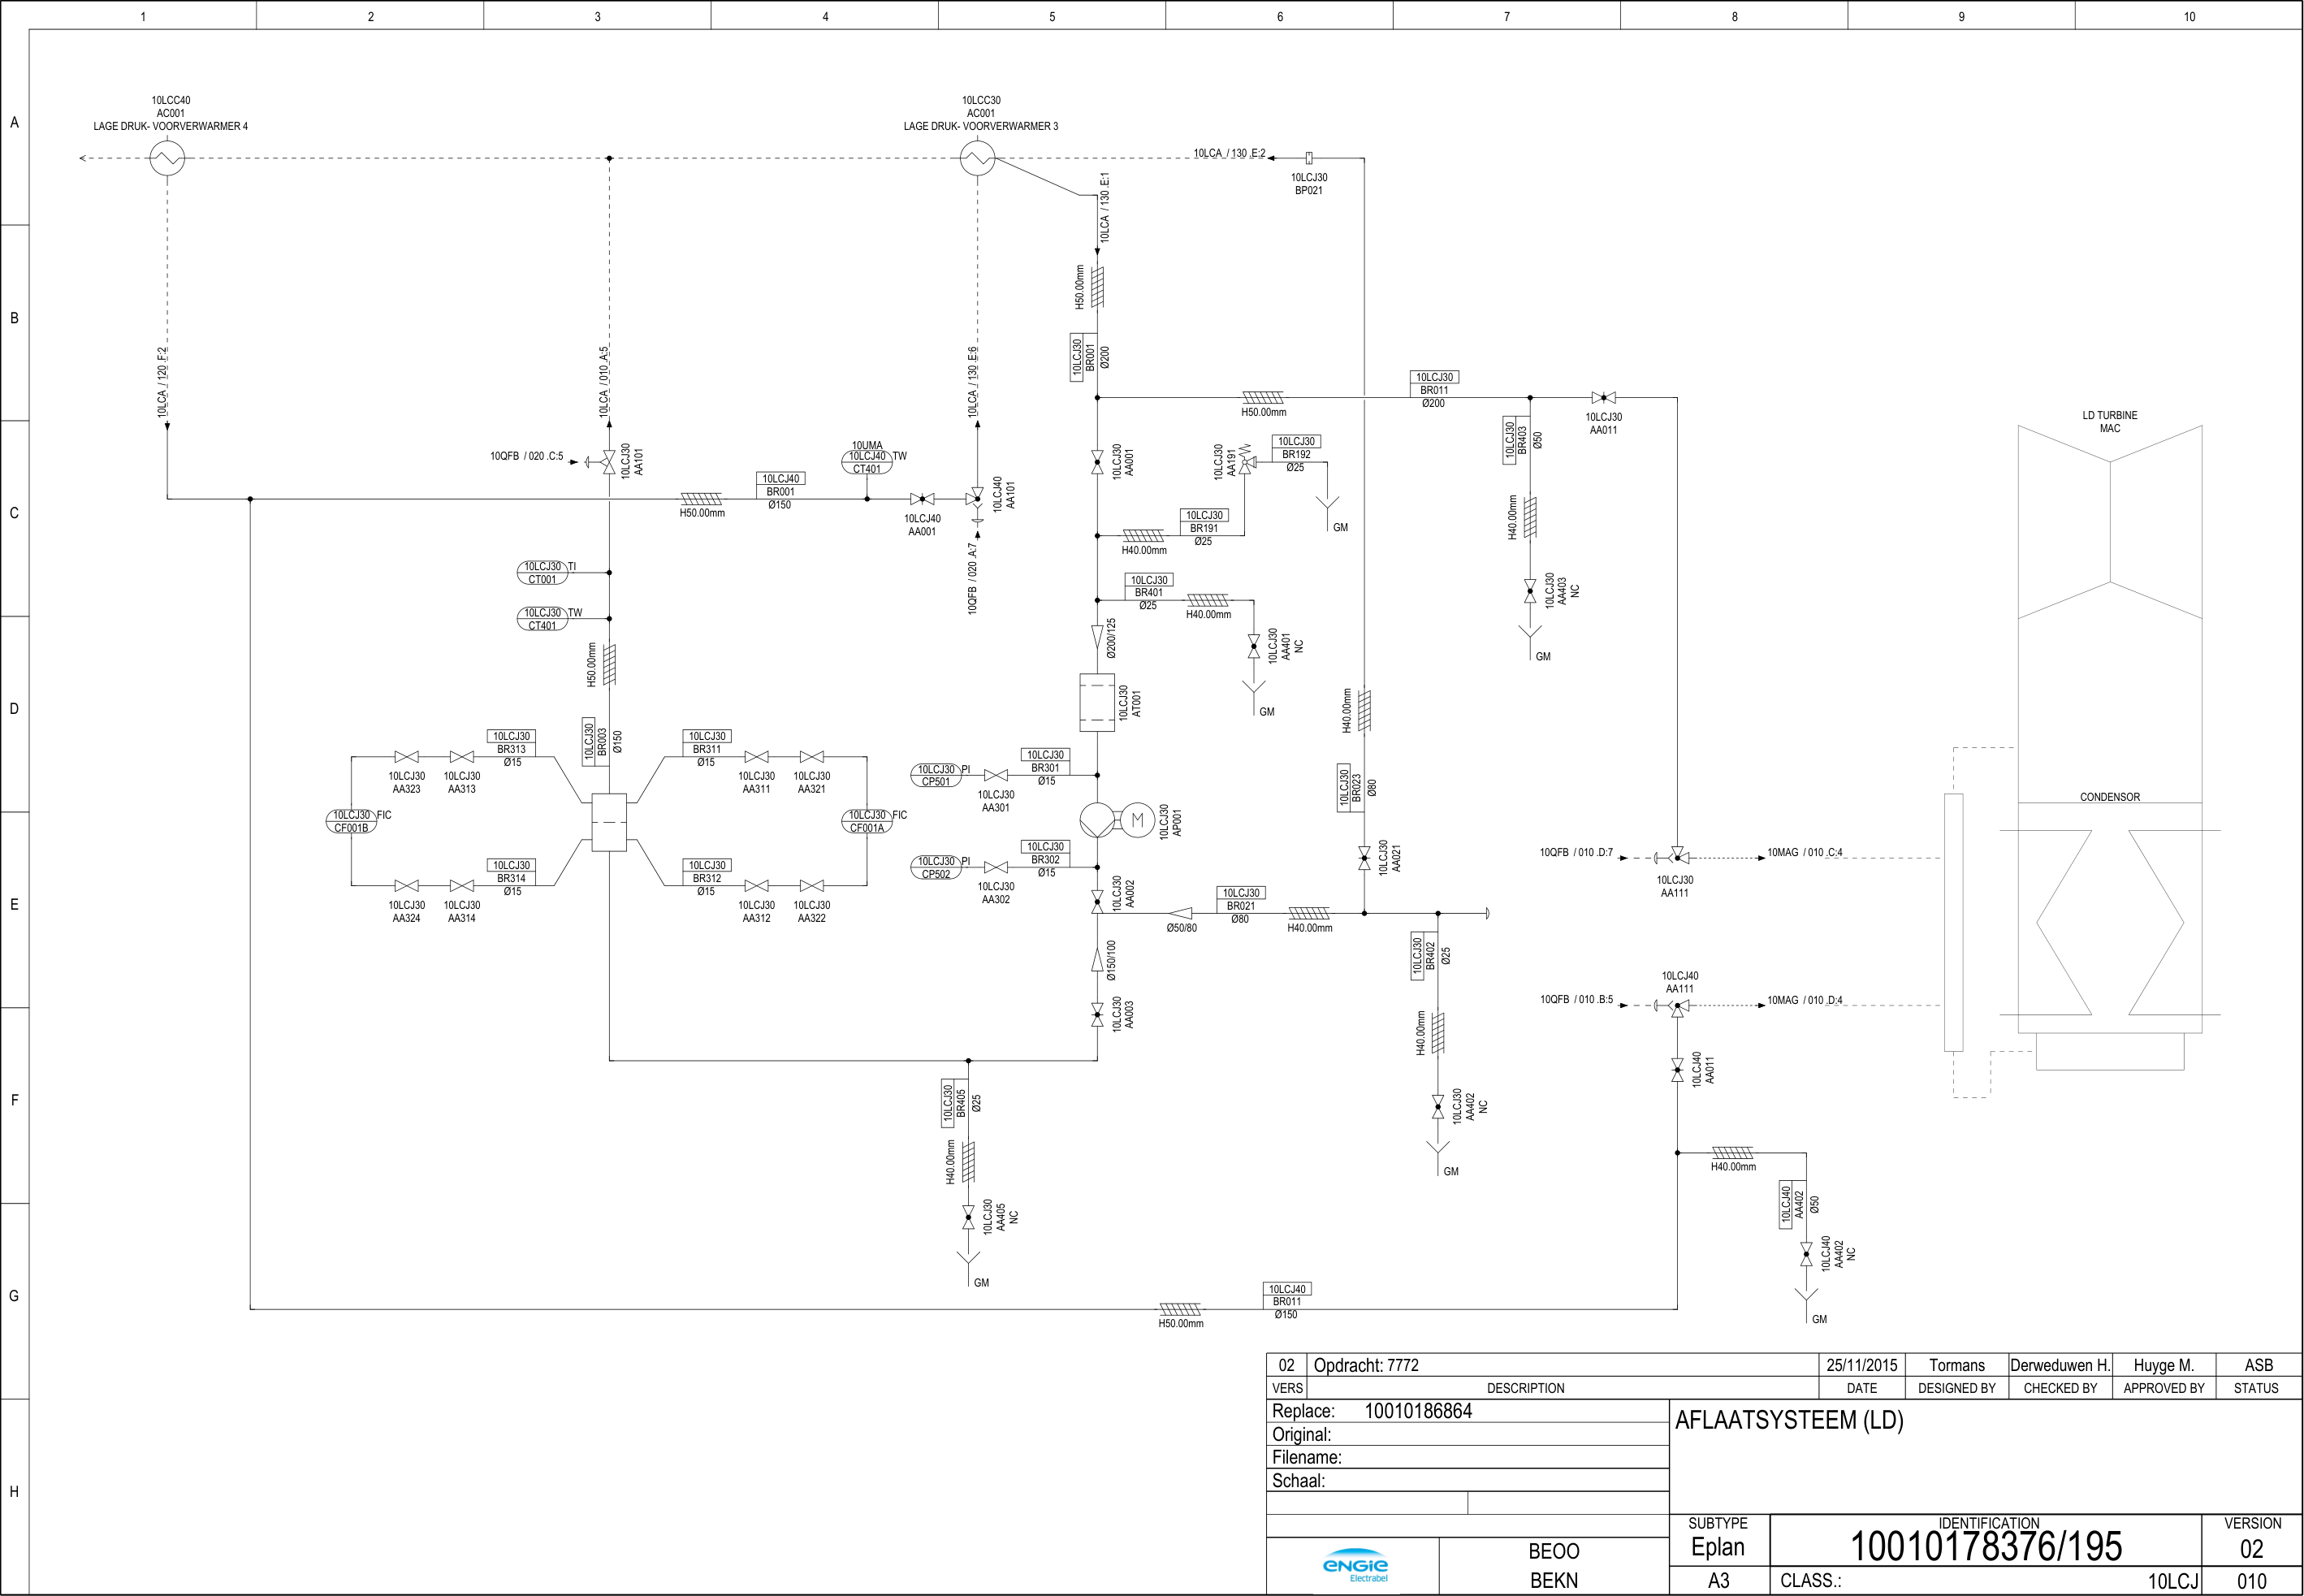 1 2 3 4 5 6 7 8 9 10
A
B
C
D
E
F
G
H
10LCC40
AC001
LAGE DRUK- VOORVERWARMER 4
10LCC30
AC001
LAGE DRUK- VOORVERWARMER 3
10LCA / 130 .E:2
10LCJ30
BP021
10LCA / 130 .E:1
H50.00mm
10LCJ30
BR001
Ø200
10LCA / 120 .F:2
10LCA / 010 .A:5
10LCA / 130 .E:6
10LCJ30
BR011
Ø200
H50.00mm
10LCJ30
AA011
10LCJ30
BR403
Ø50
LD TURBINE
MAC
10QFB / 020 .C:5
10LCJ30
AA101
10UMA
10LCJ40 TW
CT401
10LCJ40
BR001
Ø150
H50.00mm
10LCJ40
AA001
10LCJ40
AA101
10QFB / 020 .A:7
10LCJ30
AA001
10LCJ30
AA191
10LCJ30
BR192
Ø25
GM
10LCJ30
BR191
Ø25
H40.00mm
H40.00mm
10LCJ30
AA403
NC
GM
10LCJ30 TI
CT001
10LCJ30 TW
CT401
10LCJ30
BR401
Ø25
H40.00mm
10LCJ30
AA401
NC
GM
Ø200/125
10LCJ30
AT001
H50.00mm
10LCJ30
BR003
Ø150
H40.00mm
10LCJ30
BR023
Ø80
10LCJ30
BR313
Ø15
10LCJ30
AA323
10LCJ30
AA313
10LCJ30
BR311
Ø15
10LCJ30
AA311
10LCJ30
AA321
10LCJ30 FIC
CF001B
10LCJ30 FIC
CF001A
10LCJ30
BR314
Ø15
10LCJ30
AA324
10LCJ30
AA314
10LCJ30
BR312
Ø15
10LCJ30
AA312
10LCJ30
AA322
10LCJ30 PI
CP501
10LCJ30
AA301
10LCJ30
BR301
Ø15
M
10LCJ30
AP001
10LCJ30 PI
CP502
10LCJ30
AA302
10LCJ30
BR302
Ø15
10LCJ30
AA002
10LCJ30
AA021
10LCJ30
BR021
Ø80
Ø50/80
H40.00mm
Ø150/100
10LCJ30
AA003
10LCJ30
BR402
Ø25
H40.00mm
10LCJ30
AA402
NC
GM
CONDENSOR
10QFB / 010 .D:7
10LCJ30
AA111
10MAG / 010 .C:4
10LCJ40
AA111
10QFB / 010 .B:5
10MAG / 010 .D:4
10LCJ40
AA011
10LCJ30
BR405
Ø25
H40.00mm
10LCJ30
AA405
NC
GM
H40.00mm
10LCJ40
AA402
Ø50
10LCJ40
AA402
NC
GM
10LCJ40
BR011
Ø150
H50.00mm
02 Opdracht: 7772 25/11/2015 Tormans Derweduwen H. Huyge M. ASB
VERS DESCRIPTION DATE DESIGNED BY CHECKED BY APPROVED BY STATUS
Replace: 10010186864
Original:
Filename:
Schaal:
AFLAATSYSTEEM (LD)
ENGIE
Electrabel
BEOO
BEKN
SUBTYPE
Eplan
A3
IDENTIFICATION
10010178376/195
CLASS.: 10LCJ
VERSION
02
010